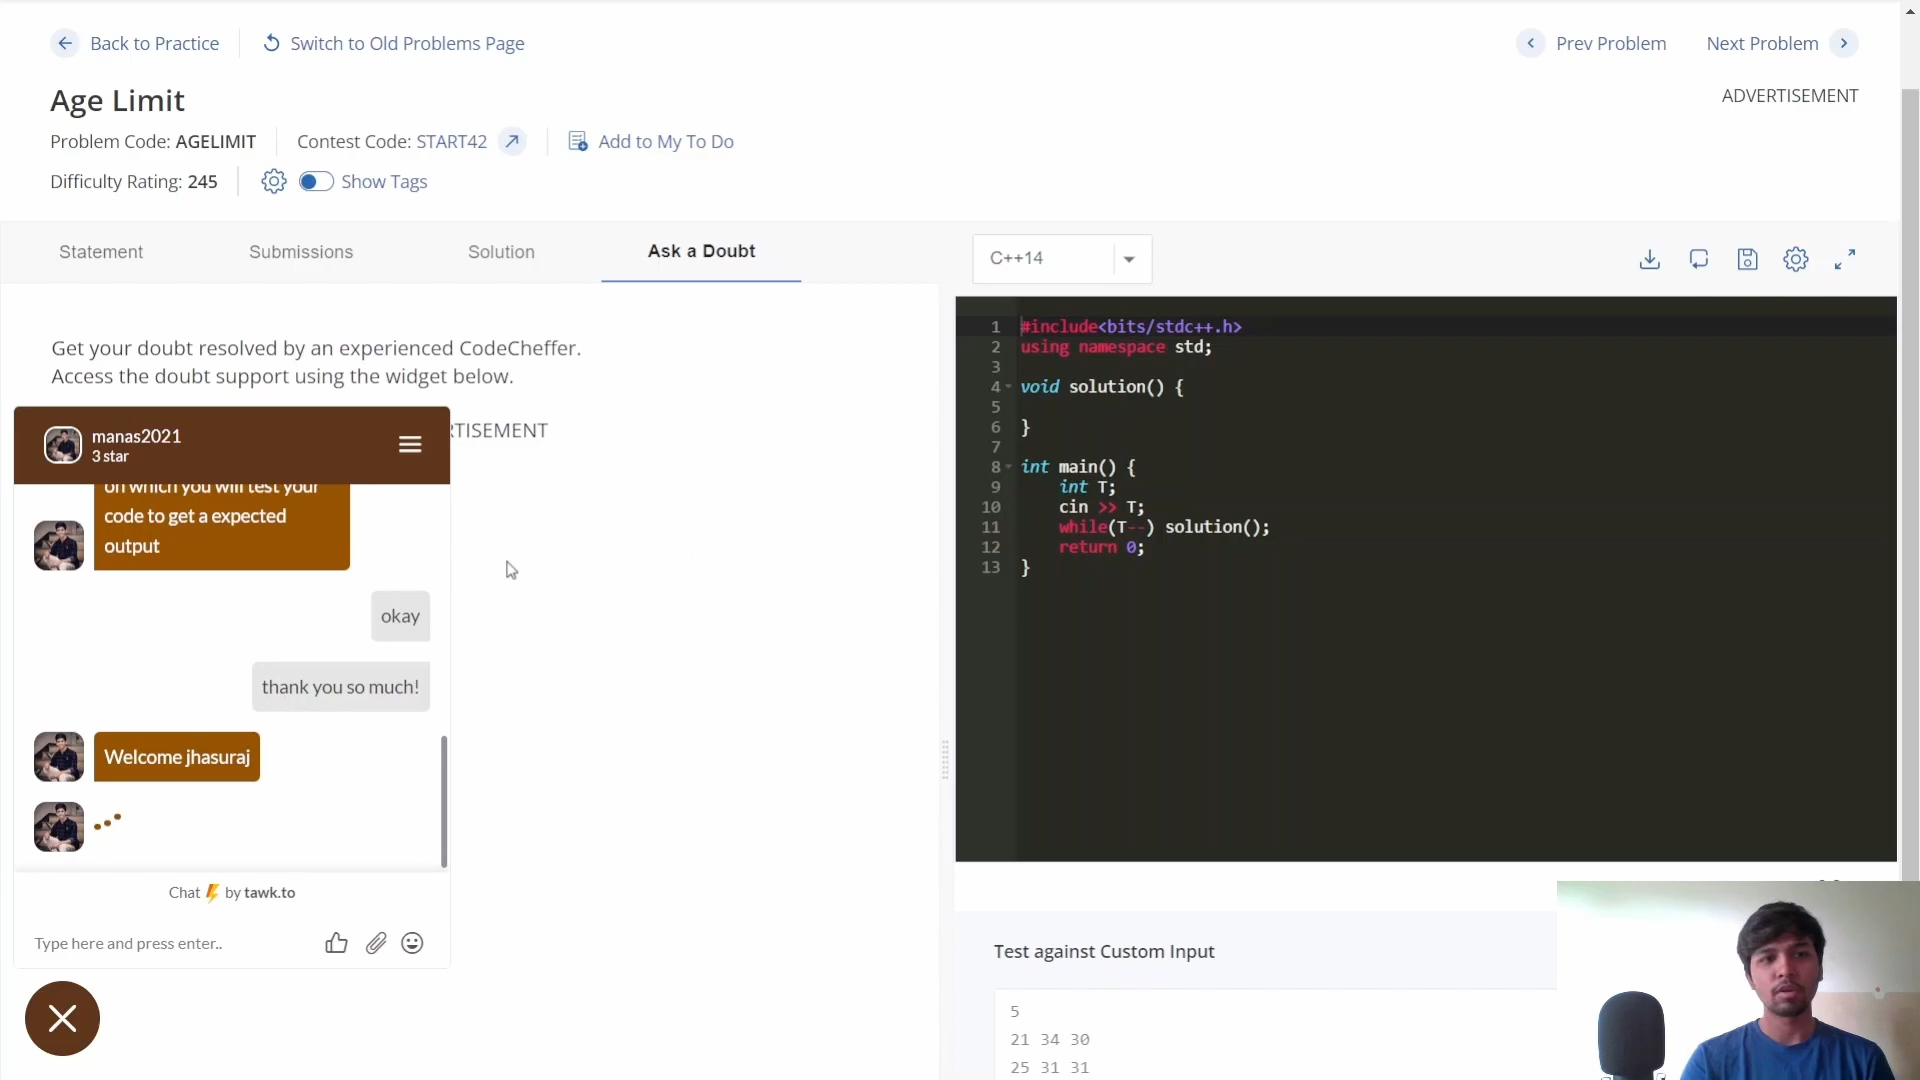 Back to Practice
Switch to Old Problems Page
Prev Problem
Next Problem
Age Limit
ADVERTISEMENT
Problem Code: AGELIMIT
Contest Code: START42
Add to My To Do
Difficulty Rating: 245
Show Tags
Statement
Submissions
Solution
Ask a Doubt
Get your doubt resolved by an experienced CodeCheffer.
Access the doubt support using the widget below.
RTISEMENT
manas2021
3 star
on which you will test your
code to get a expected
output
okay
thank you so much!
Welcome jhasuraj
Chat by tawk.to
Type here and press enter..
C++14
1 #include<bits/stdc++.h>
2 using namespace std;
3
4 void solution() {
5
6 }
7
8 int main() {
9 int T;
10 cin >> T;
11 while(T--) solution();
12 return 0;
13 }
Test against Custom Input
5
21 34 30
25 31 31